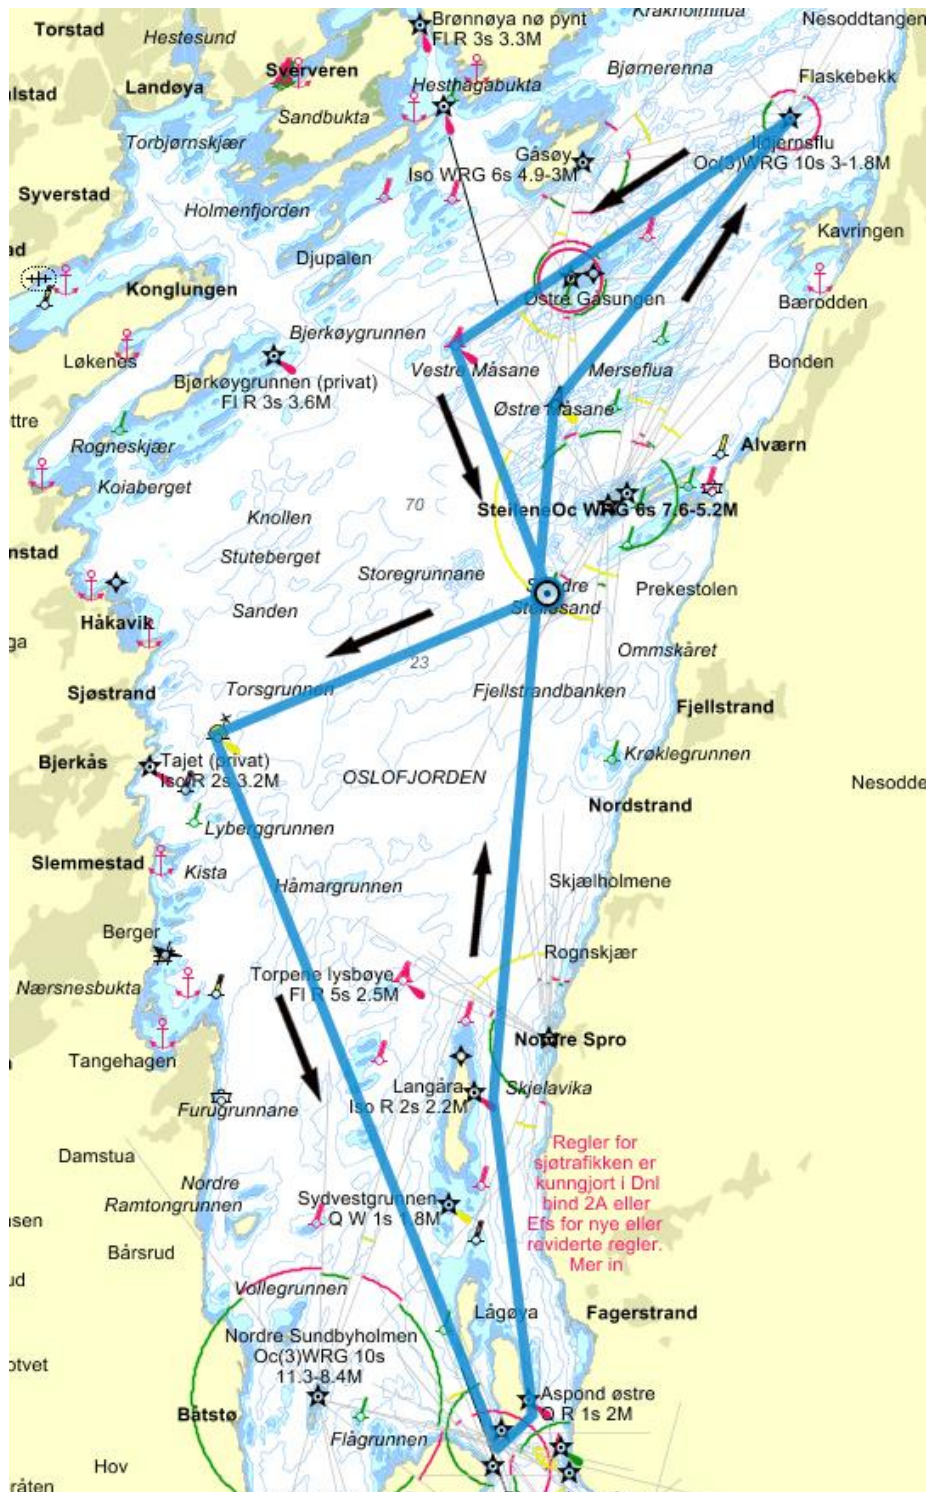 Torstad
Hestesund
Brønnøya nø pynt
Fl R 3s 3.3M
Krakholmflua
Nesoddtangen
Sververen
Landøya
Hesthagabukta
Bjørnerenna
Flaskebekk
Sandbukta
Torbjørnskjær
Gåsøy
Iso WRG 6s 4.9-3M
Ildjernsflu
Oc(3)WRG 10s 3-1.8M
Syverstad
Holmenfjorden
Kavringen
Djupalen
Konglungen
Østre Gåsungen
Bærodden
Bjerkøygrunnen
Løkenes
Vestre Måsane
Merseflua
Bonden
Bjørkøygrunnen (privat)
Fl R 3s 3.6M
Østre Måsane
Rogneskjær
Alværn
Koiaberget
70
Knollen
SteileneOc WRG 6s 7.6-5.2M
Stuteberget
Storegrunnane
Prekestolen
Sanden
Håkavik
Ommskåret
23
Sjøstrand
Torsgrunnen
Fjellstrandbanken
Fjellstrand
Krøklegrunnen
Bjerkås
Tajet (privat)
Iso R 2s 3.2M
OSLOFJORDEN
Nesodde
Nordstrand
Lyberggrunnen
Slemmestad
Kista
Håmargrunnen
Skjælholmene
Berger
Rognskjær
Nærsnesbukta
Torpene lysbøye
Fl R 5s 2.5M
Nordre Spro
Tangehagen
Langåra
Iso R 2s 2.2M
Skjelavika
Furugrunnane
Damstua
Regler for
sjøtrafikken er
kunngjort i Dnl
bind 2A eller
Efs for nye eller
reviderte regler.
Mer in
Nordre
Ramtongrunnen
Sydvestgrunnen
Q W 1s 1.8M
Bårsrud
Vollegrunnen
Lågøya
Fagerstrand
Nordre Sundbyholmen
Oc(3)WRG 10s
11.3-8.4M
Aspond østre
Q R 1s 2M
Båtstø
Flågrunnen
Hov